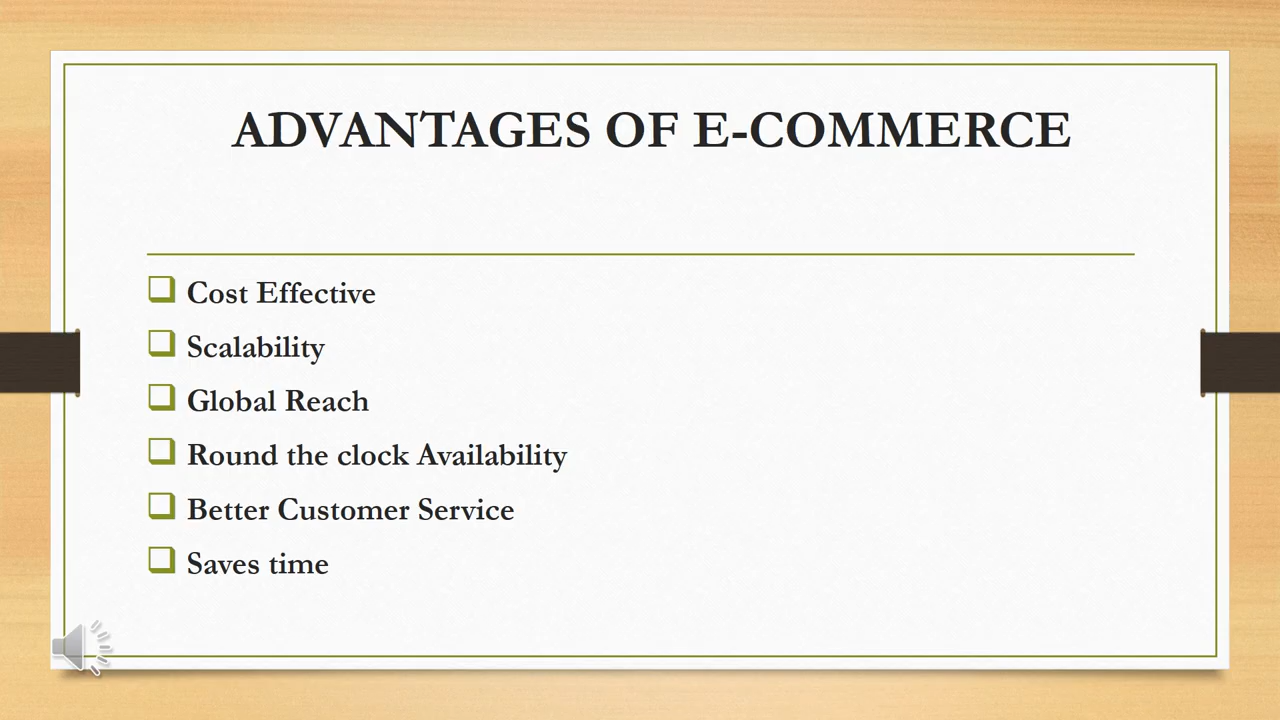 ADVANTAGES OF E-COMMERCE
Cost Effective
Scalability
Global Reach
Round the clock Availability
Better Customer Service
Saves time